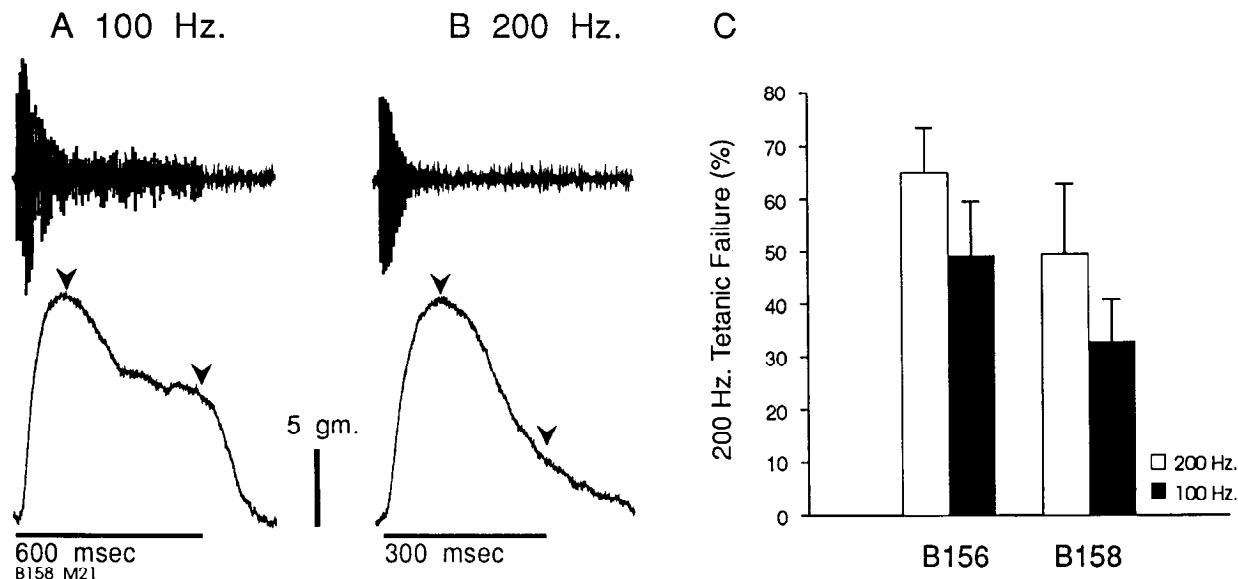 A 100 Hz.
B 200 Hz.
C
5 gm.
600 msec
B158 M21
300 msec
200 Hz. Tetanic Failure (%)
80
70
60
50
40
30
20
10
0
200 Hz.
100 Hz.
B156
B158